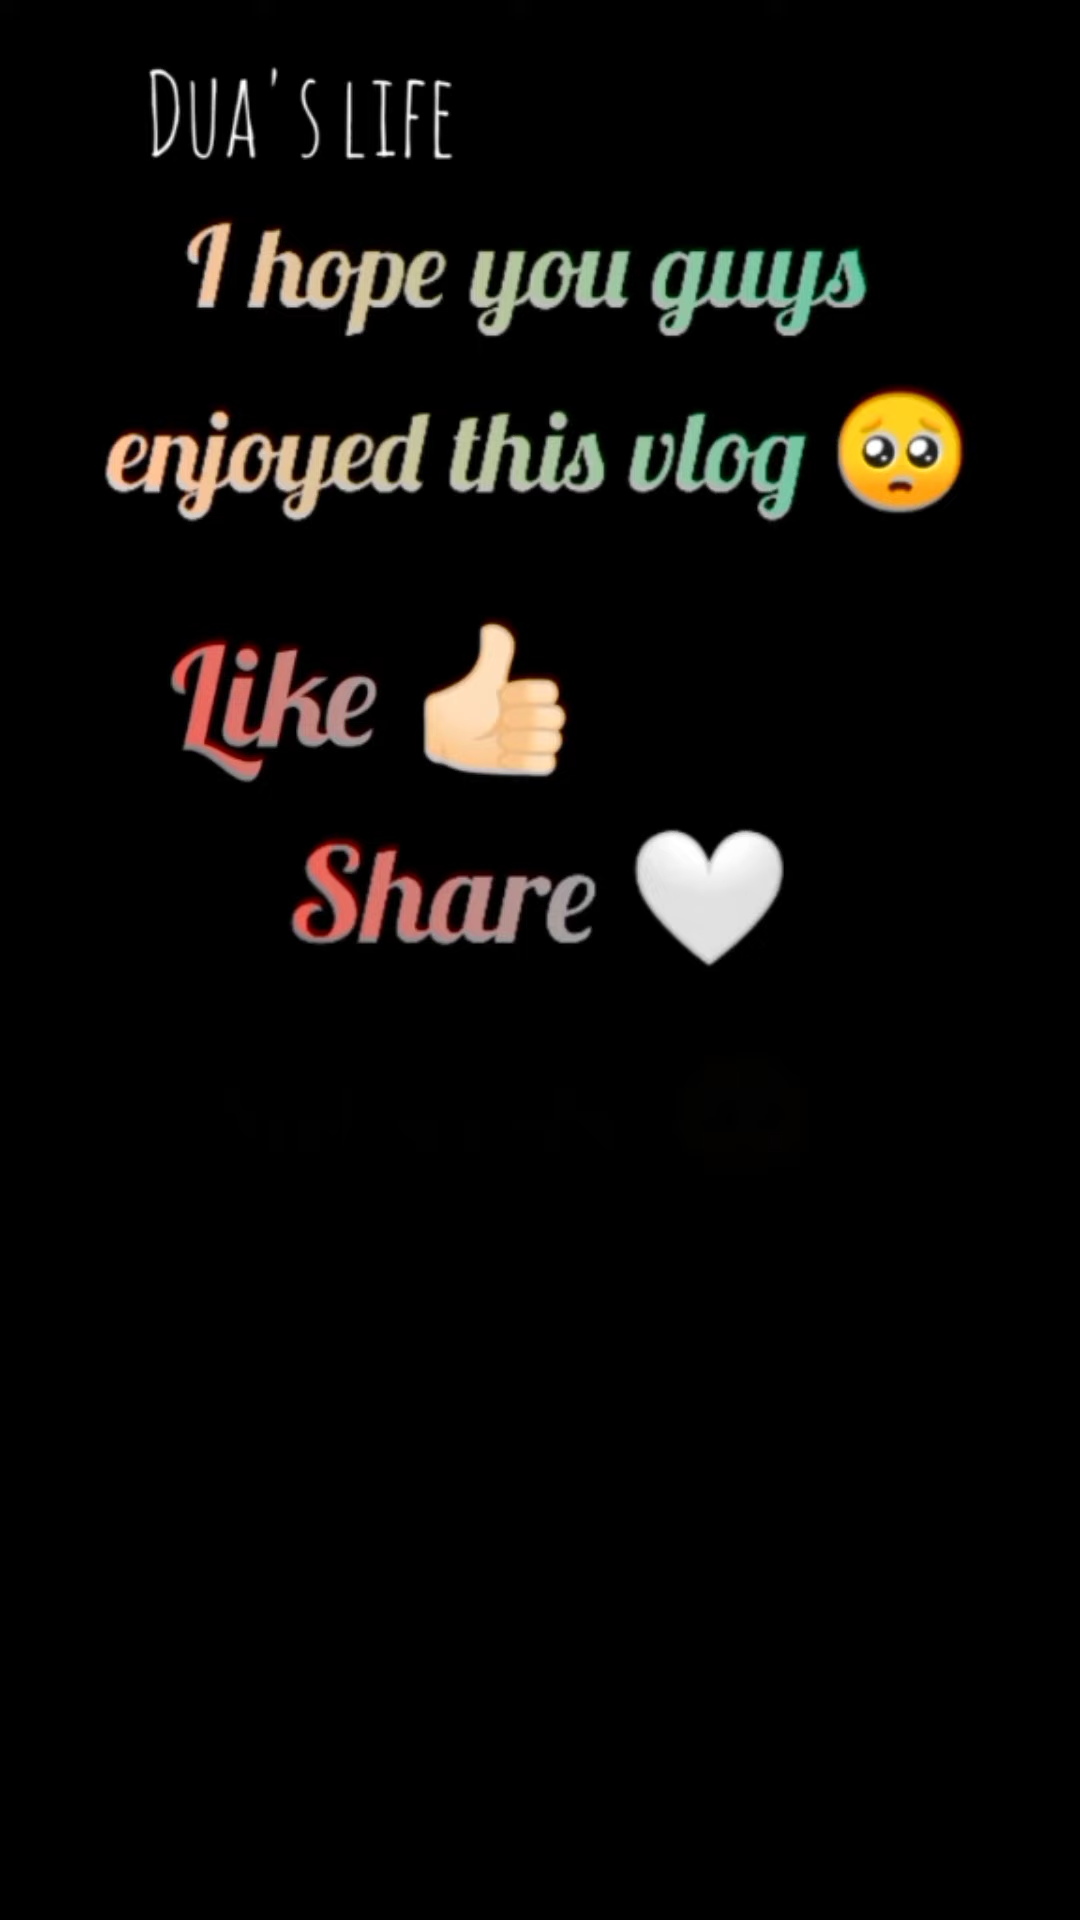 Dua's life
I hope you guys
enjoyed this vlog 🥺
Like 👍🏻
Share 🤍